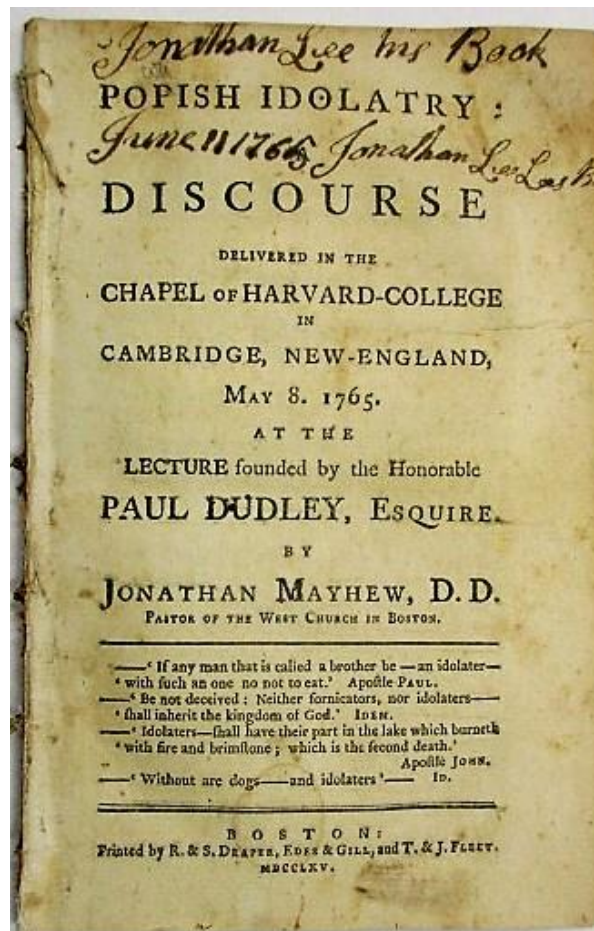 Jonathan Lee his Book
POPISH IDOLATRY:
June 11 1765 Jonathan Lee
DISCOURSE
DELIVERED IN THE
CHAPEL OF HARVARD-COLLEGE
IN
CAMBRIDGE, NEW-ENGLAND,
MAY 8. 1765.
AT THE
LECTURE founded by the Honorable
PAUL DUDLEY, ESQUIRE.
BY
JONATHAN MAYHEW, D.D.
PASTOR OF THE WEST CHURCH IN BOSTON.
——‘ If any man that is called a brother be —an idolater—
‘ with ſuch an one no not to eat.’ Apoſtle PAUL.
——‘ Be not deceived: Neither fornicators, nor idolaters——
‘ ſhall inherit the kingdom of God.’ IDEM.
——‘ Idolaters—ſhall have their part in the lake which burneth
‘ with fire and brimſtone; which is the ſecond death.’
Apoſtle JOHN.
——‘ Without are dogs——and idolaters’—— ID.
BOSTON:
Printed by R. & S. DRAPER, EDES & GILL, and T. & J. FLEET.
MDCCLXV.